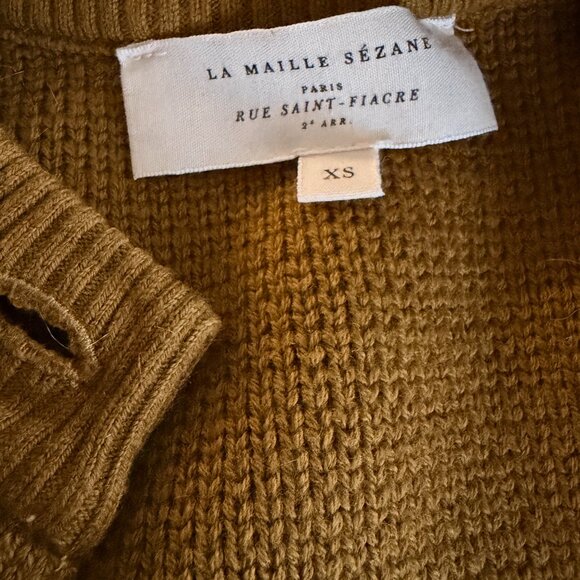 LA MAILLE SÉZANE
PARIS
RUE SAINT-FIACRE
2e ARR.
XS